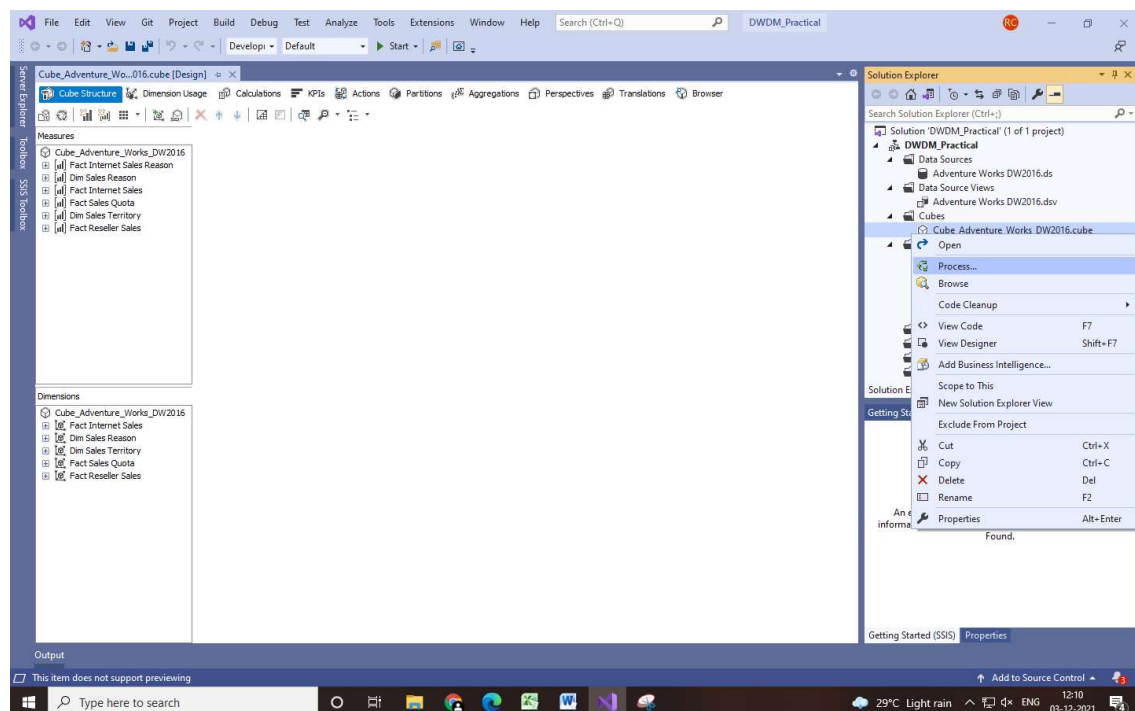 File Edit View Git Project Build Debug Test Analyze Tools Extensions Window Help Search (Ctrl+Q) DWDM_Practical RC
Developi Default Start
Server Explorer Toolbox SSIS Toolbox
Cube_Adventure_Wo...016.cube [Design]
Cube Structure Dimension Usage Calculations KPIs Actions Partitions Aggregations Perspectives Translations Browser
Measures
Cube_Adventure_Works_DW2016
Fact Internet Sales Reason
Dim Sales Reason
Fact Internet Sales
Fact Sales Quota
Dim Sales Territory
Fact Reseller Sales
Dimensions
Cube_Adventure_Works_DW2016
Fact Internet Sales
Dim Sales Reason
Dim Sales Territory
Fact Sales Quota
Fact Reseller Sales
Solution Explorer
Search Solution Explorer (Ctrl+;)
Solution 'DWDM_Practical' (1 of 1 project)
DWDM_Practical
Data Sources
Adventure Works DW2016.ds
Data Source Views
Adventure Works DW2016.dsv
Cubes
Cube_Adventure_Works_DW2016.cube
Open
Process...
Browse
Code Cleanup
View Code F7
View Designer Shift+F7
Add Business Intelligence...
Scope to This
New Solution Explorer View
Exclude From Project
Cut Ctrl+X
Copy Ctrl+C
Delete Del
Rename F2
Properties Alt+Enter
Solution E
Getting Sta
An e
informa
Found.
Getting Started (SSIS) Properties
Output
This item does not support previewing Add to Source Control 3
Type here to search 29°C Light rain ENG 12:10
03-12-2021 4